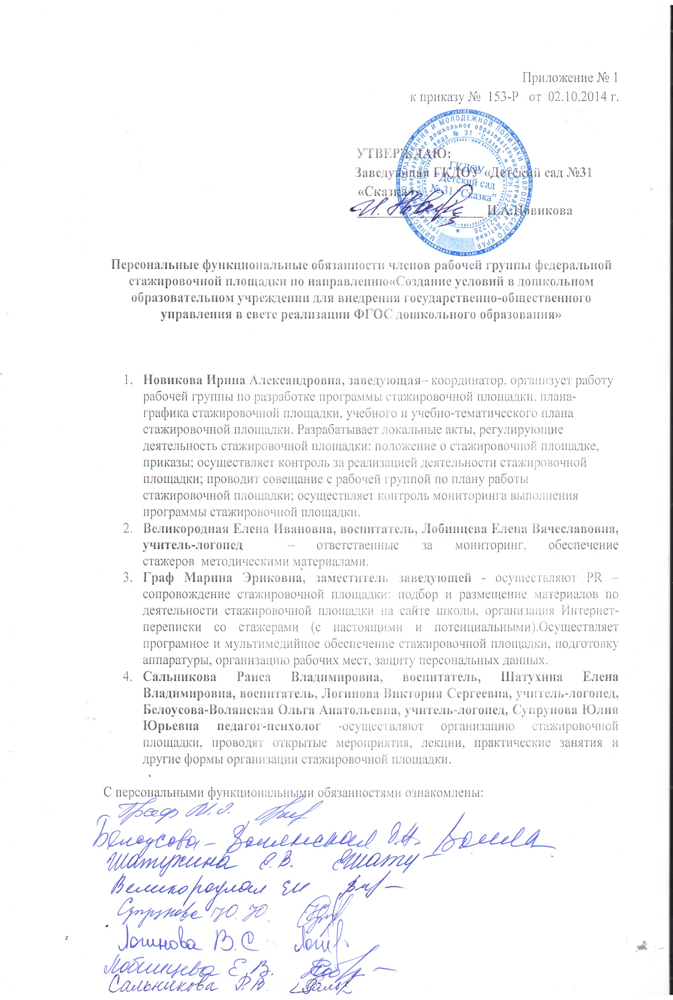 Приложение № 1
к приказу № 153-Р от 02.10.2014 г.
УТВЕРЖДАЮ:
Заведующая ГКДОУ «Детский сад №31
«Сказка»
И.А.Новикова
МИНИСТЕРСТВО ОБРАЗОВАНИЯ И МОЛОДЕЖНОЙ ПОЛИТИКИ СТАВРОПОЛЬСКОГО КРАЯ
ГКДОУ
“Детский сад
№ 31 “Сказка”
Персональные функциональные обязанности членов рабочей группы федеральной
стажировочной площадки по направлению«Создание условий в дошкольном
образовательном учреждении для внедрения государственно-общественного
управления в свете реализации ФГОС дошкольного образования»
1. Новикова Ирина Александровна, заведующая– координатор, организует работу
рабочей группы по разработке программы стажировочной площадки, плана-
графика стажировочной площадки, учебного и учебно-тематического плана
стажировочной площадки. Разрабатывает локальные акты, регулирующие
деятельность стажировочной площадки: положение о стажировочной площадке,
приказы; осуществляет контроль за реализацией деятельности стажировочной
площадки; проводит совещание с рабочей группой по плану работы
стажировочной площадки; осуществляет контроль мониторинга выполнения
программы стажировочной площадки.
2. Великородная Елена Ивановна, воспитатель, Лобинцева Елена Вячеславовна,
учитель-логопед – ответственные за мониторинг, обеспечение
стажеров методическими материалами.
3. Граф Марина Эриковна, заместитель заведующей - осуществляют PR –
сопровождение стажировочной площадки: подбор и размещение материалов по
деятельности стажировочной площадки на сайте школы, организация Интернет-
переписки со стажерами (с настоящими и потенциальными).Осуществляет
програмное и мультимедийное обеспечение стажировочной площадки, подготовку
аппаратуры, организацию рабочих мест, защиту персональных данных.
4. Сальникова Раиса Владимировна, воспитатель, Шатухина Елена
Владимировна, воспитатель, Логинова Виктория Сергеевна, учитель-логопед,
Белоусова-Волянская Ольга Анатольевна, учитель-логопед, Супрунова Юлия
Юрьевна педагог-психолог -осуществляют организацию стажировочной
площадки, проводят открытые мероприятия, лекции, практические занятия и
другие формы организации стажировочной площадки.
С персональными функциональными обязанностями ознакомлены:
Граф М.Э.
Белоусова-Волянская О.А.
Шатухина Е.В.
Великородная ЕИ
Супрунова Ю.Ю.
Логинова В.С
Лобинцева Е.В.
Сальникова Р.В.